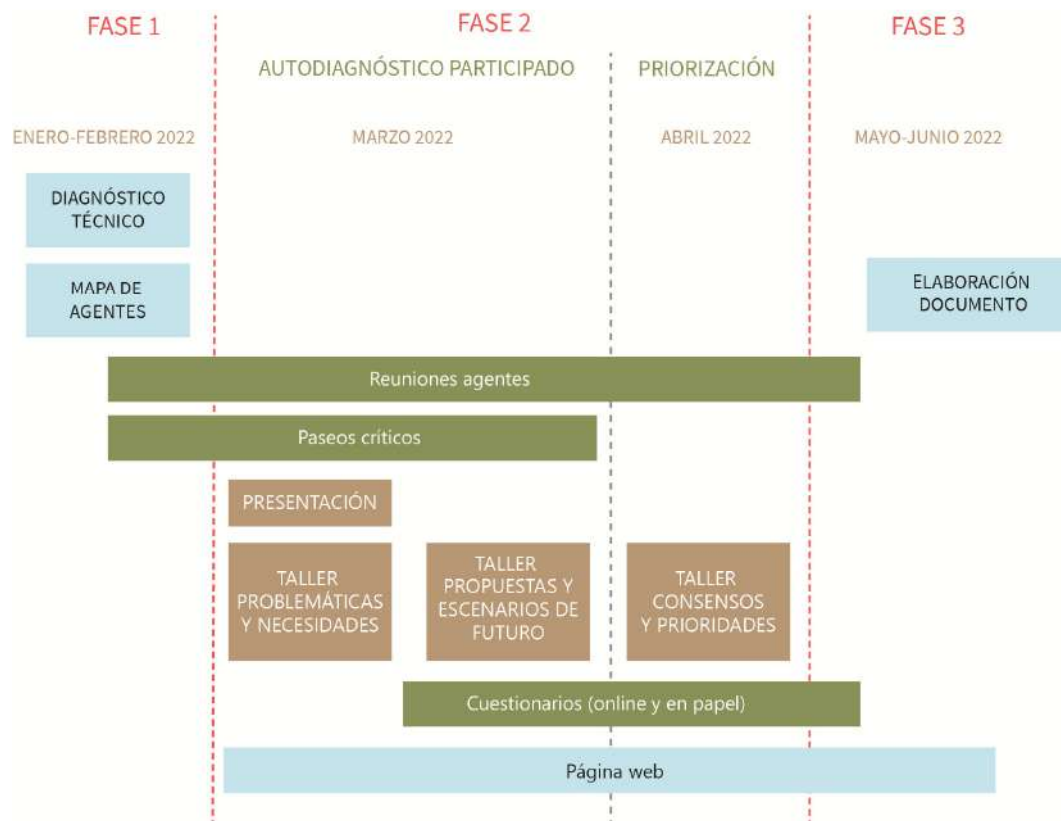 FASE 1
FASE 2
FASE 3
AUTODIAGNÓSTICO PARTICIPADO
PRIORIZACIÓN
ENERO-FEBRERO 2022
MARZO 2022
ABRIL 2022
MAYO-JUNIO 2022
DIAGNÓSTICO
TÉCNICO
MAPA DE
AGENTES
ELABORACIÓN
DOCUMENTO
Reuniones agentes
Paseos críticos
PRESENTACIÓN
TALLER
PROBLEMÁTICAS
Y NECESIDADES
TALLER
PROPUESTAS Y
ESCENARIOS DE
FUTURO
TALLER
CONSENSOS
Y PRIORIDADES
Cuestionarios (online y en papel)
Página web